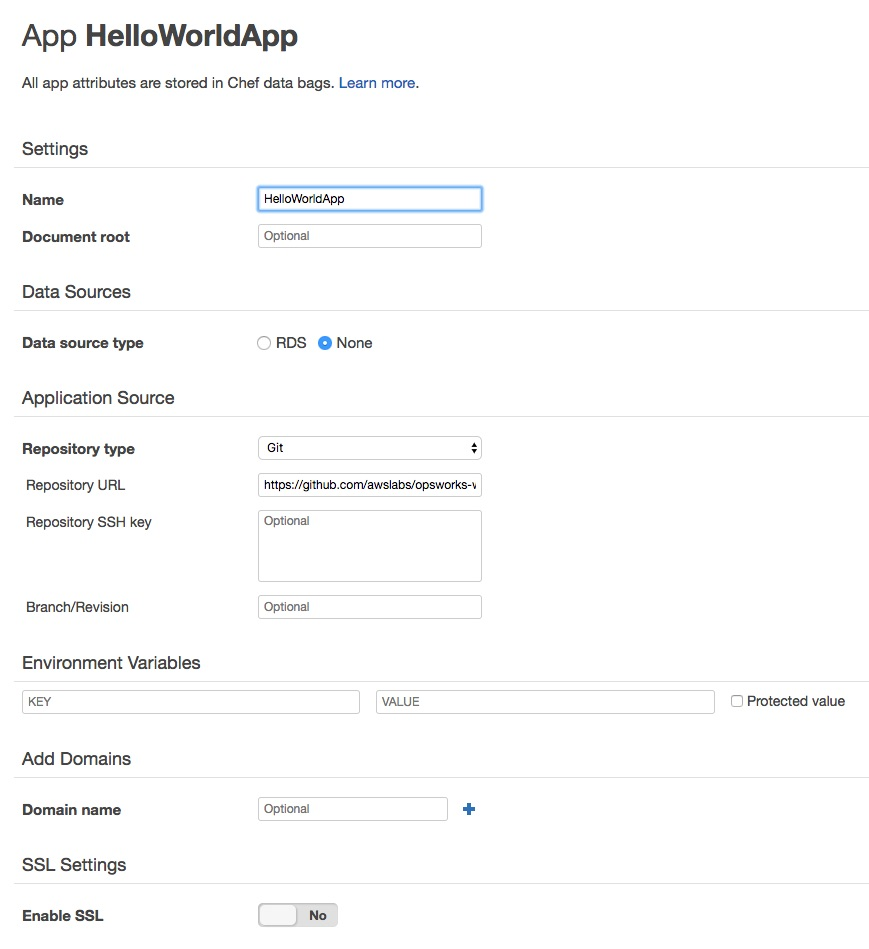 App HelloWorldApp
All app attributes are stored in Chef data bags. Learn more.
Settings
Name HelloWorldApp
Document root Optional
Data Sources
Data source type RDS None
Application Source
Repository type Git
Repository URL https://github.com/awslabs/opsworks-
Repository SSH key Optional
Branch/Revision Optional
Environment Variables
KEY VALUE Protected value
Add Domains
Domain name Optional
SSL Settings
Enable SSL No